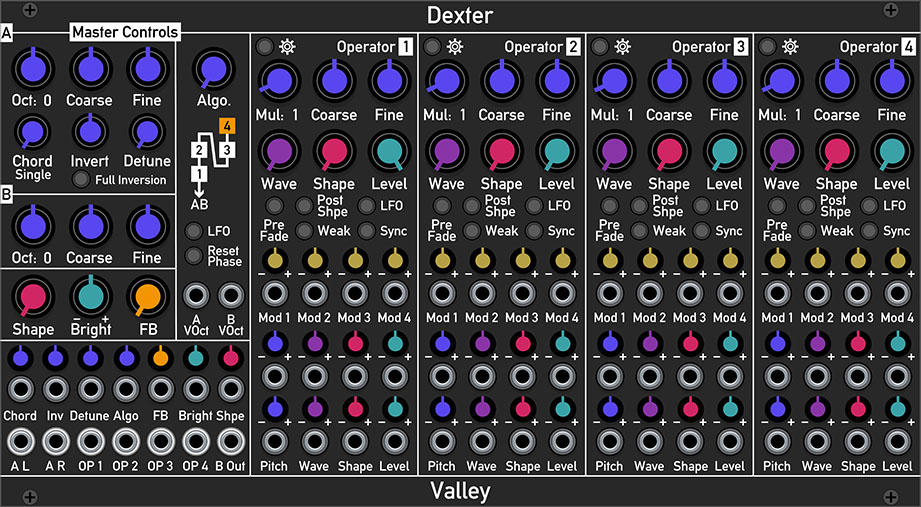 Dexter
A Master Controls
Oct: 0 Coarse Fine
Chord Invert Detune
Single Full Inversion
B
Oct: 0 Coarse Fine
Shape − Bright + FB
Algo.
4
2 3
1
AB
LFO
Reset
Phase
A B
VOct VOct
Chord Inv Detune Algo FB Bright Shpe
A L A R OP 1 OP 2 OP 3 OP 4 B Out
Operator 1
Mul: 1 Coarse Fine
Wave Shape Level
Post
Shpe LFO
Pre
Fade Weak Sync
− + − + − + − +
Mod 1 Mod 2 Mod 3 Mod 4
− + − + − + − +
− + − + − + − +
Pitch Wave Shape Level
Operator 2
Mul: 1 Coarse Fine
Wave Shape Level
Post
Shpe LFO
Pre
Fade Weak Sync
− + − + − + − +
Mod 1 Mod 2 Mod 3 Mod 4
− + − + − + − +
− + − + − + − +
Pitch Wave Shape Level
Operator 3
Mul: 1 Coarse Fine
Wave Shape Level
Post
Shpe LFO
Pre
Fade Weak Sync
− + − + − + − +
Mod 1 Mod 2 Mod 3 Mod 4
− + − + − + − +
− + − + − + − +
Pitch Wave Shape Level
Operator 4
Mul: 1 Coarse Fine
Wave Shape Level
Post
Shpe LFO
Pre
Fade Weak Sync
− + − + − + − +
Mod 1 Mod 2 Mod 3 Mod 4
− + − + − + − +
− + − + − + − +
Pitch Wave Shape Level
Valley